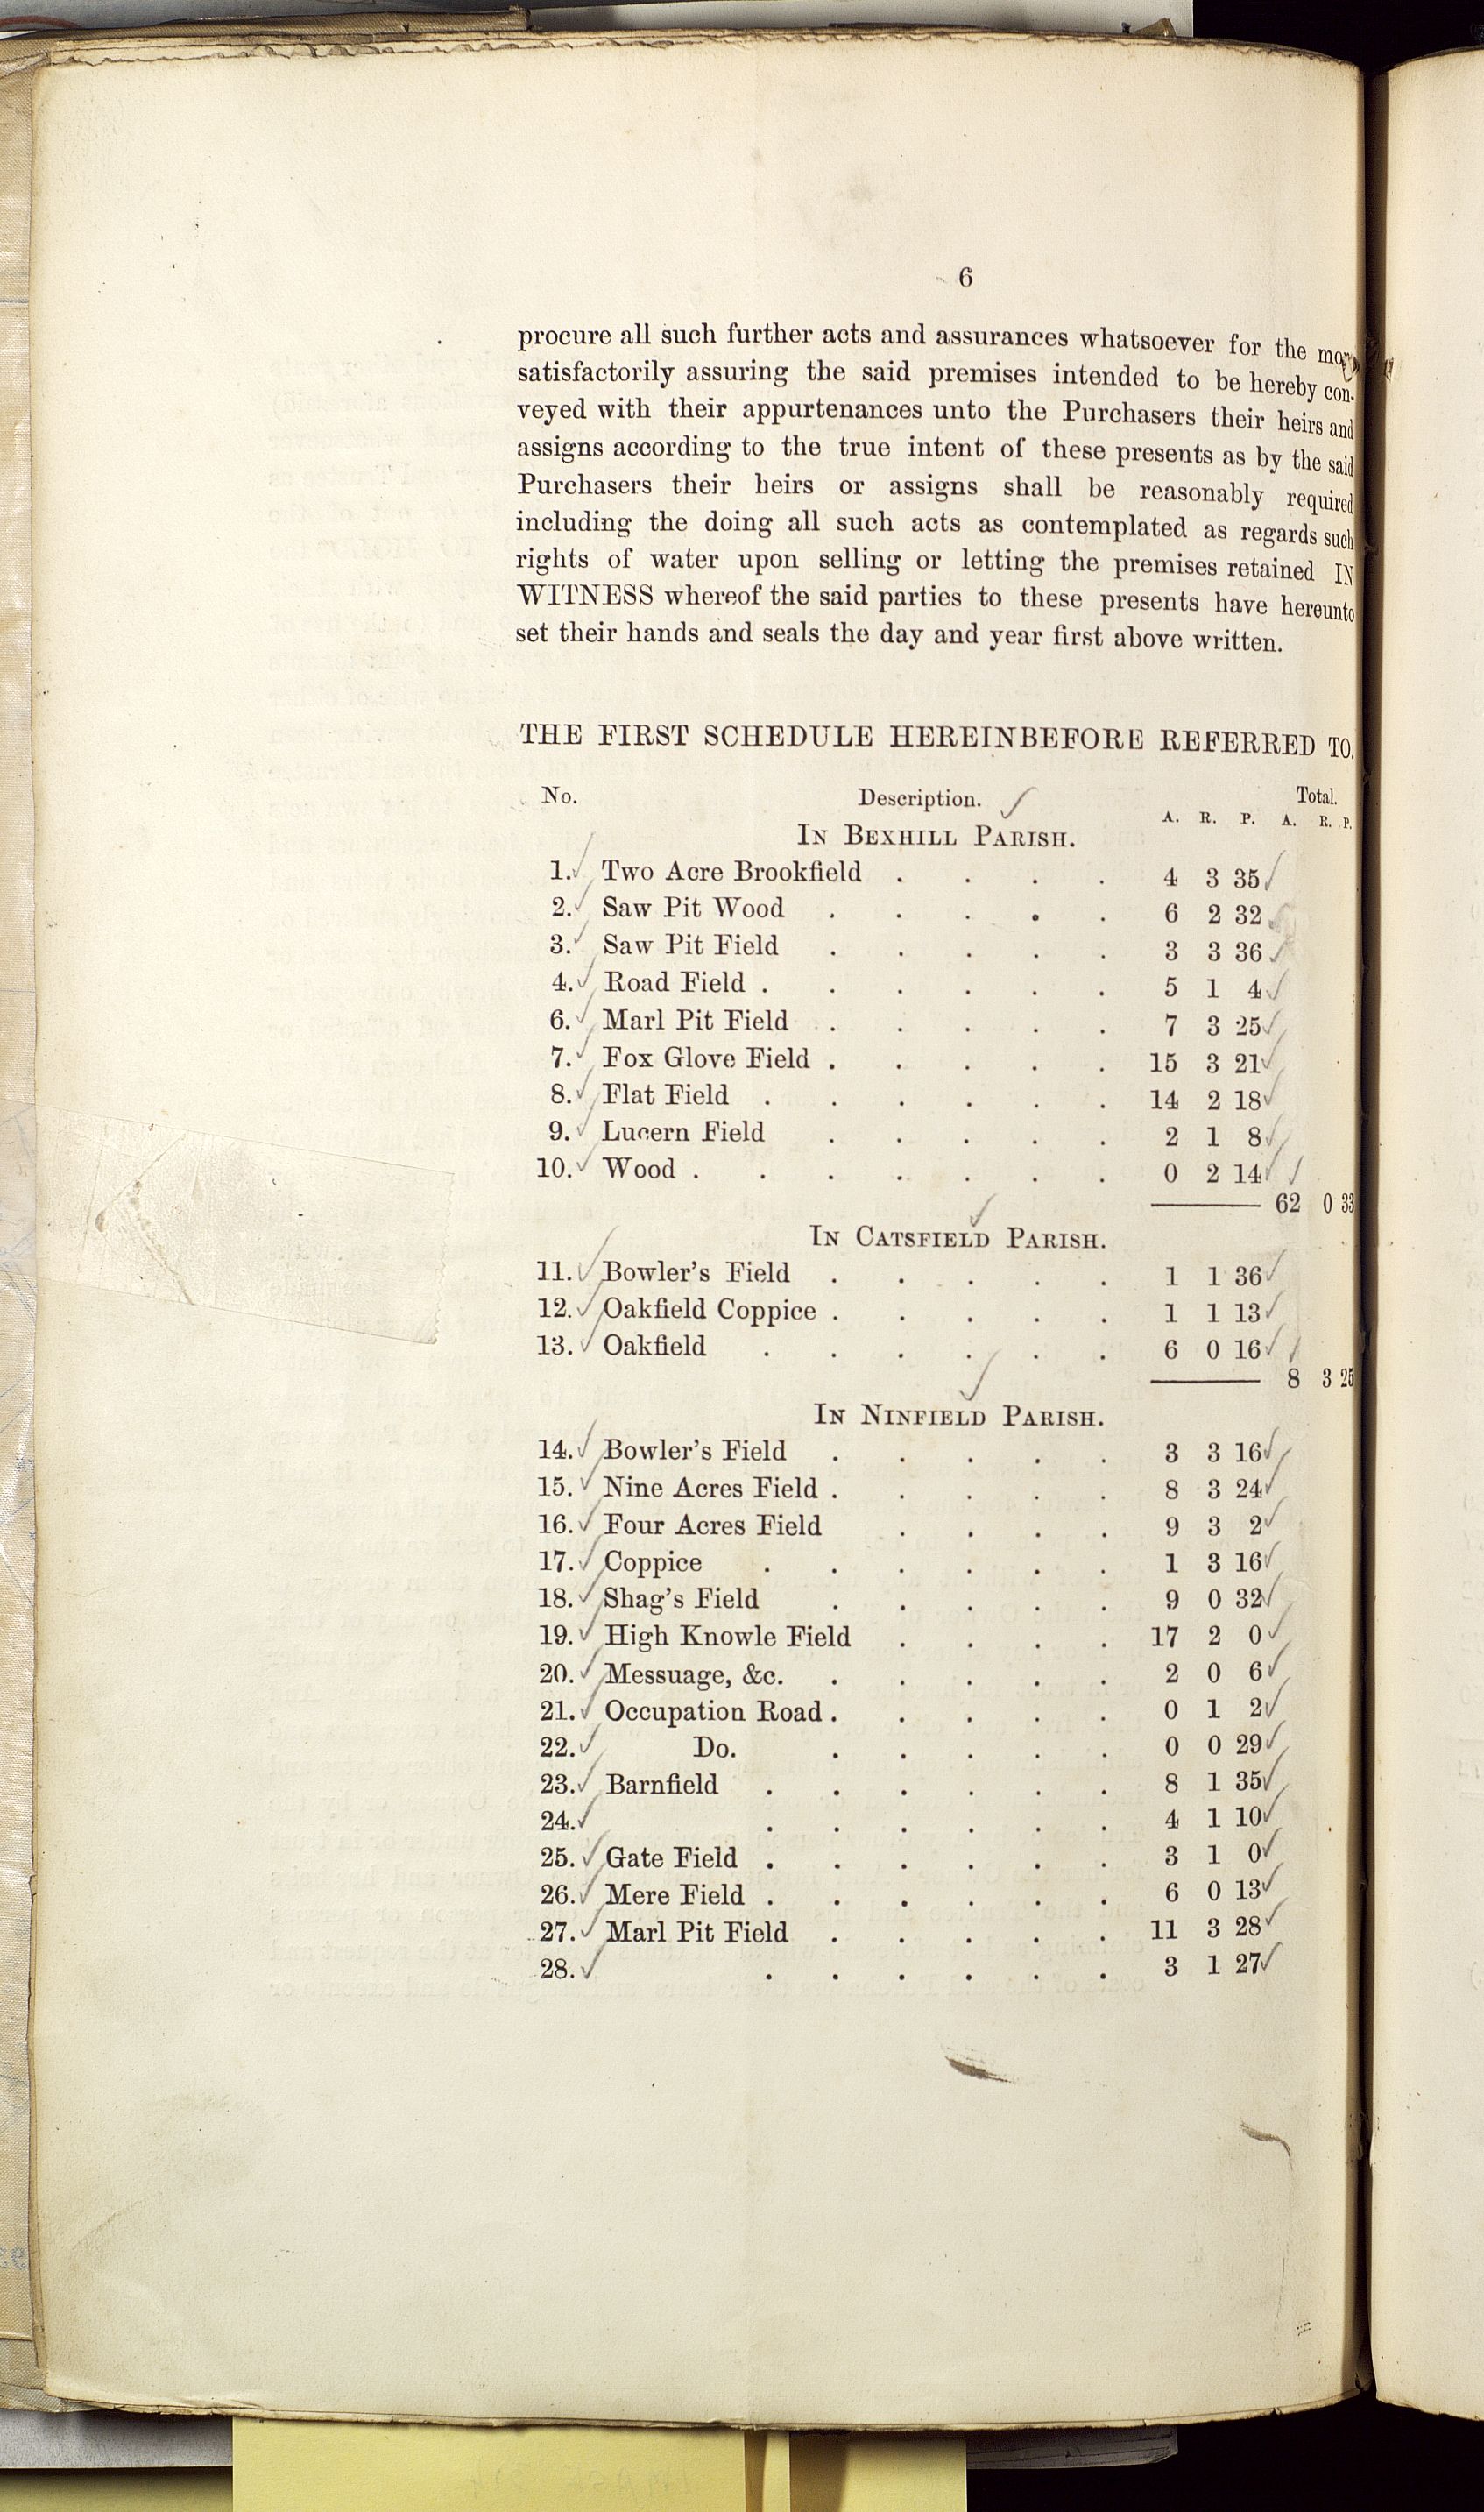 6
procure all such further acts and assurances whatsoever for the more
satisfactorily assuring the said premises intended to be hereby con-
veyed with their appurtenances unto the Purchasers their heirs and
assigns according to the true intent of these presents as by the said
Purchasers their heirs or assigns shall be reasonably required
including the doing all such acts as contemplated as regards such
rights of water upon selling or letting the premises retained IN
WITNESS whereof the said parties to these presents have hereunto
set their hands and seals the day and year first above written.
THE FIRST SCHEDULE HEREINBEFORE REFERRED TO.
No. Description. Total.
A. R. P. A. R. P.
IN BEXHILL PARISH.
1. Two Acre Brookfield . . . . 4 3 35
2. Saw Pit Wood . . . . . 6 2 32
3. Saw Pit Field . . . . . 3 3 36
4. Road Field . . . . . . 5 1 4
6. Marl Pit Field . . . . . 7 3 25
7. Fox Glove Field . . . . . 15 3 21
8. Flat Field . . . . . . 14 2 18
9. Lucern Field . . . . . 2 1 8
10. Wood . . . . . . . 0 2 14
62 0 33
IN CATSFIELD PARISH.
11. Bowler's Field . . . . . 1 1 36
12. Oakfield Coppice . . . . . 1 1 13
13. Oakfield . . . . . . 6 0 16
8 3 25
IN NINFIELD PARISH.
14. Bowler's Field . . . . . 3 3 16
15. Nine Acres Field . . . . . 8 3 24
16. Four Acres Field . . . . 9 3 2
17. Coppice . . . . . . 1 3 16
18. Shag's Field . . . . . 9 0 32
19. High Knowle Field . . . . 17 2 0
20. Messuage, &c. . . . . . 2 0 6
21. Occupation Road . . . . . 0 1 2
22. Do. . . . . . 0 0 29
23. Barnfield . . . . . . 8 1 35
24. . . . . . . 4 1 10
25. Gate Field . . . . . . 3 1 0
26. Mere Field . . . . . . 6 0 13
27. Marl Pit Field . . . . . 11 3 28
28. . . . . . . 3 1 27